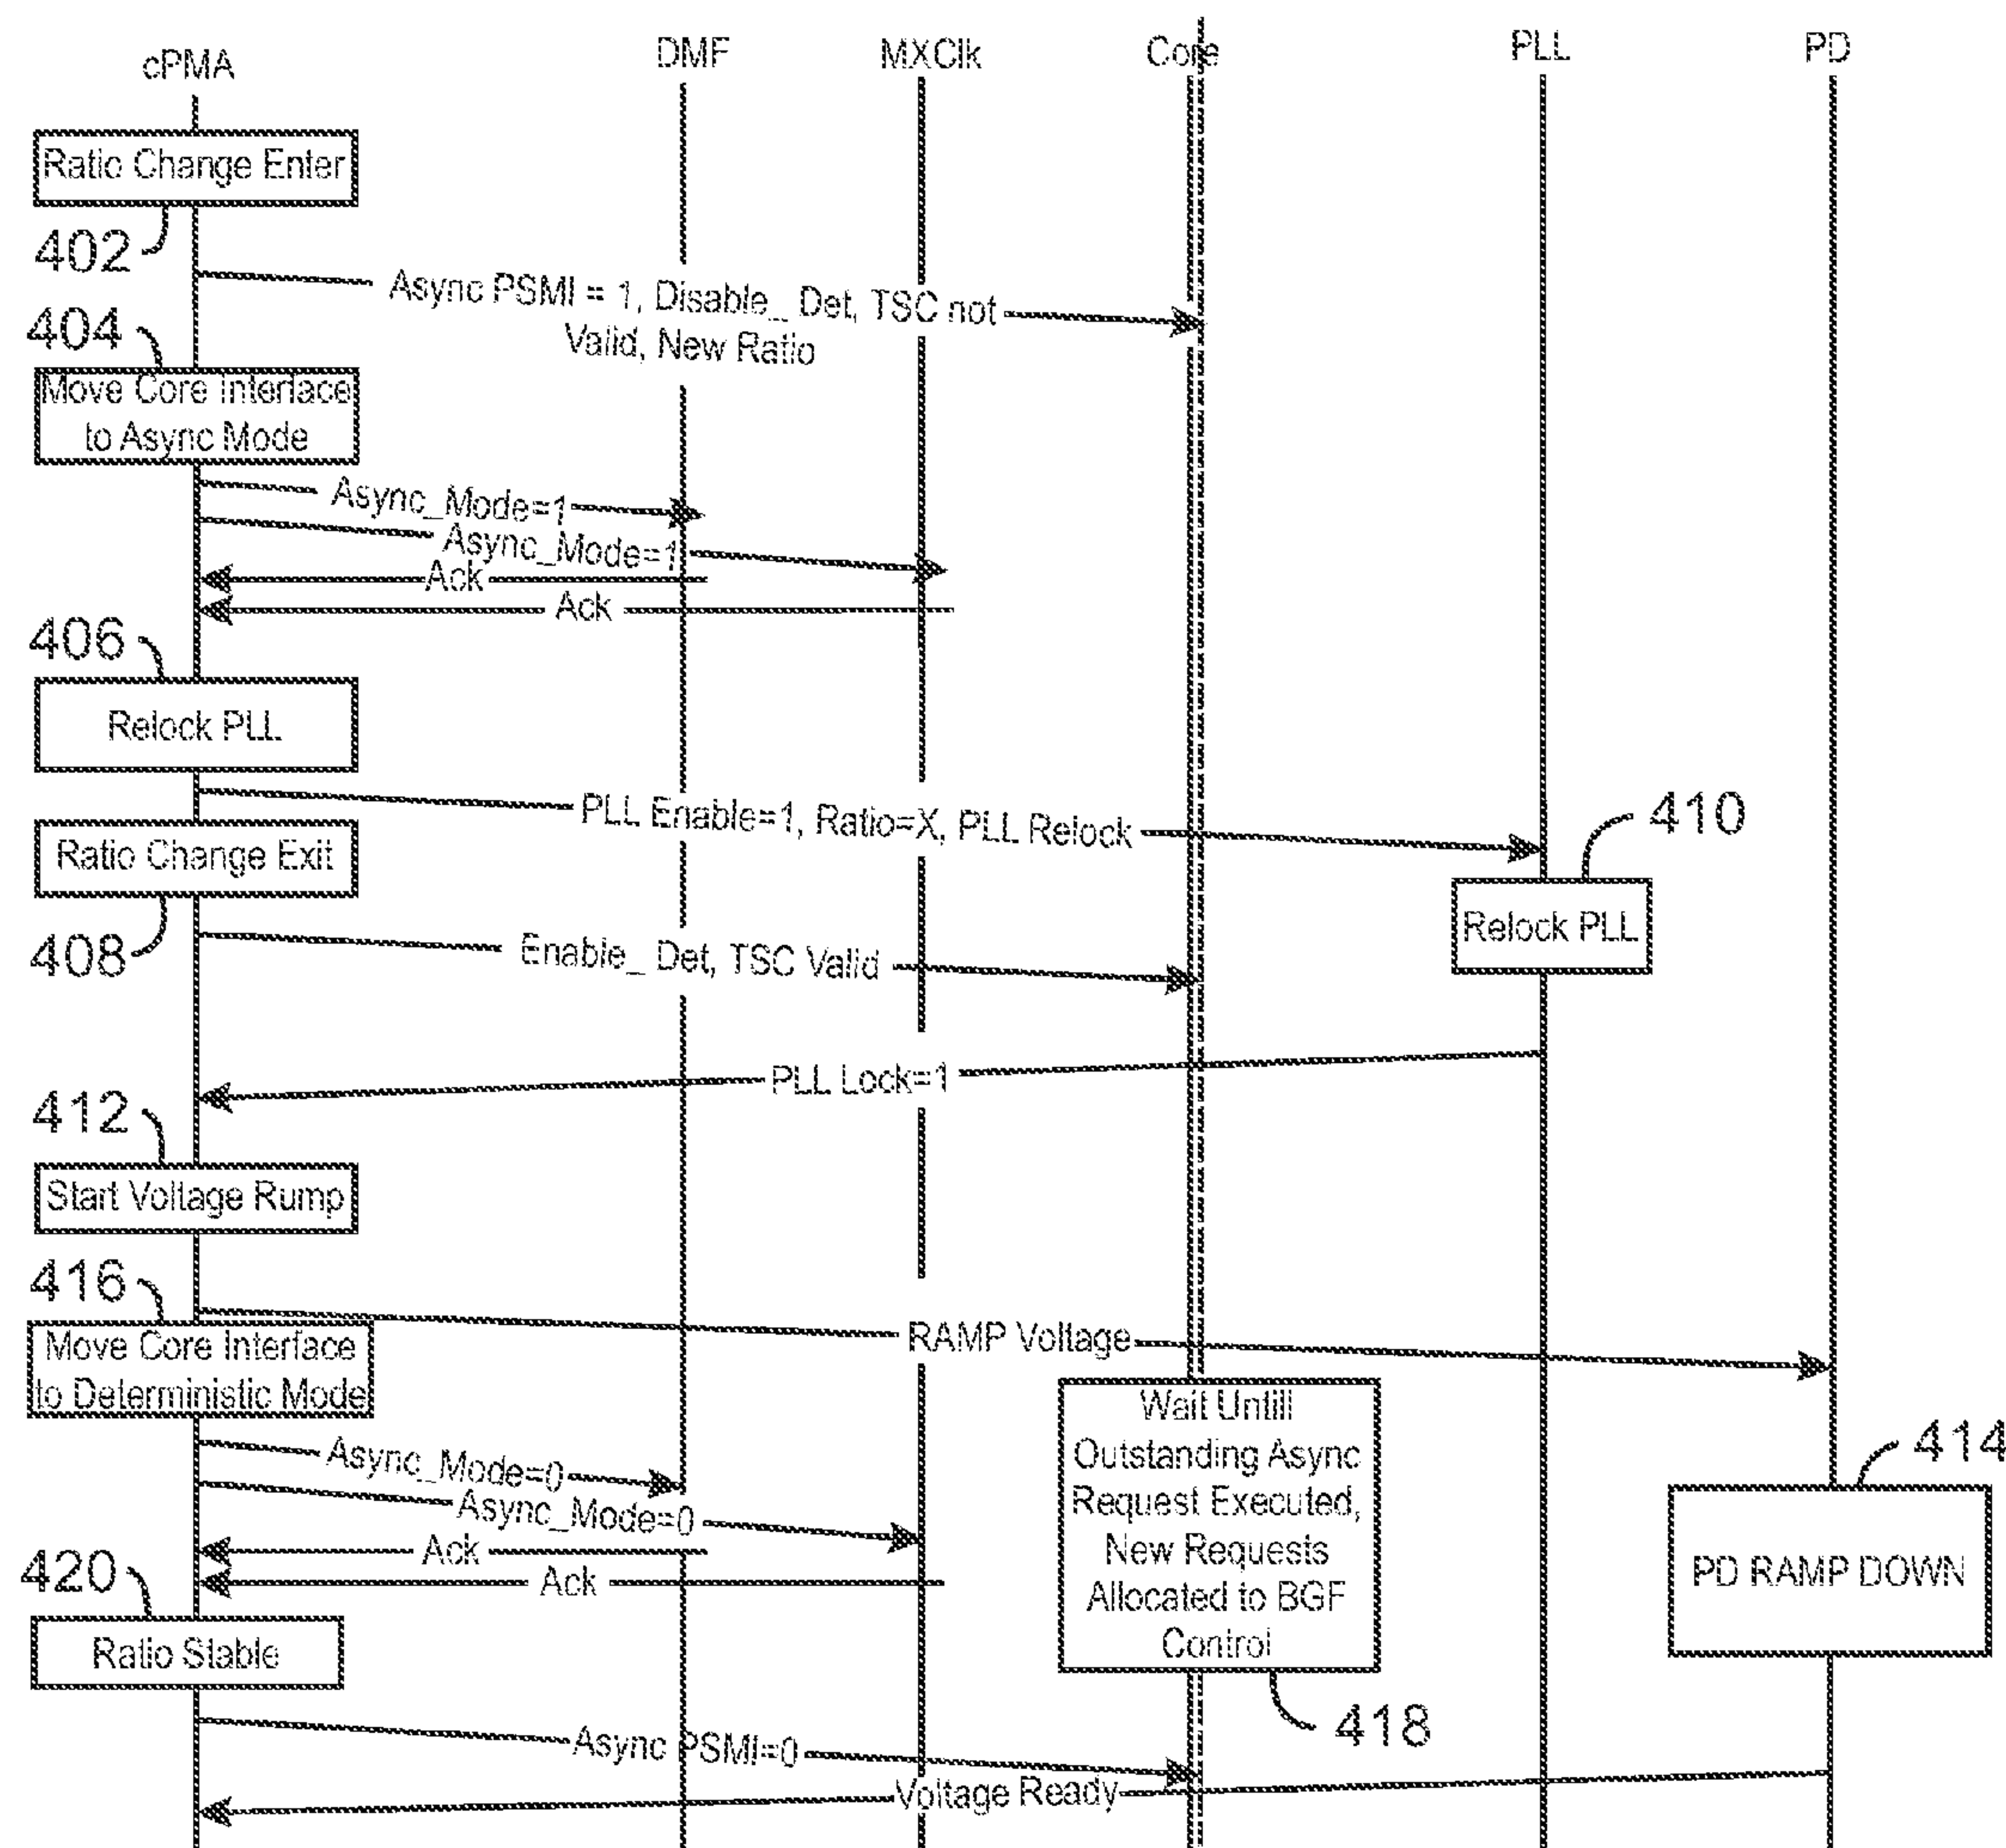 cPMA
DMF
MXClk
Core
PLL
PD
Ratio Change Enter
402
Async PSMI = 1, Disable_ Det, TSC not
Valid, New Ratio
404
Move Core Interface
to Async Mode
Async_Mode=1
Async_Mode=1
Ack
Ack
406
Relock PLL
PLL Enable=1, Ratio=X, PLL Relock
410
Ratio Change Exit
Relock PLL
408
Enable_ Det, TSC Valid
PLL Lock=1
412
Start Voltage Rump
416
RAMP Voltage
Move Core Interface
to Deterministic Mode
Wait Untill
Outstanding Async
Request Executed,
New Requests
Allocated to BGF
Control
414
Async_Mode=0
Async_Mode=0
Ack
Ack
PD RAMP DOWN
420
Ratio Stable
418
Async PSMI=0
Voltage Ready